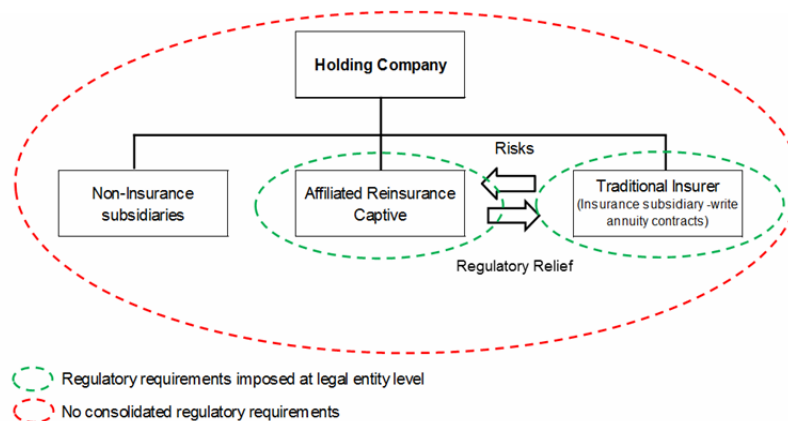 Holding Company
Risks
Non-Insurance
subsidiaries
Affiliated Reinsurance
Captive
Traditional Insurer
(Insurance subsidiary -write
annuity contracts)
Regulatory Relief
Regulatory requirements imposed at legal entity level
No consolidated regulatory requirements